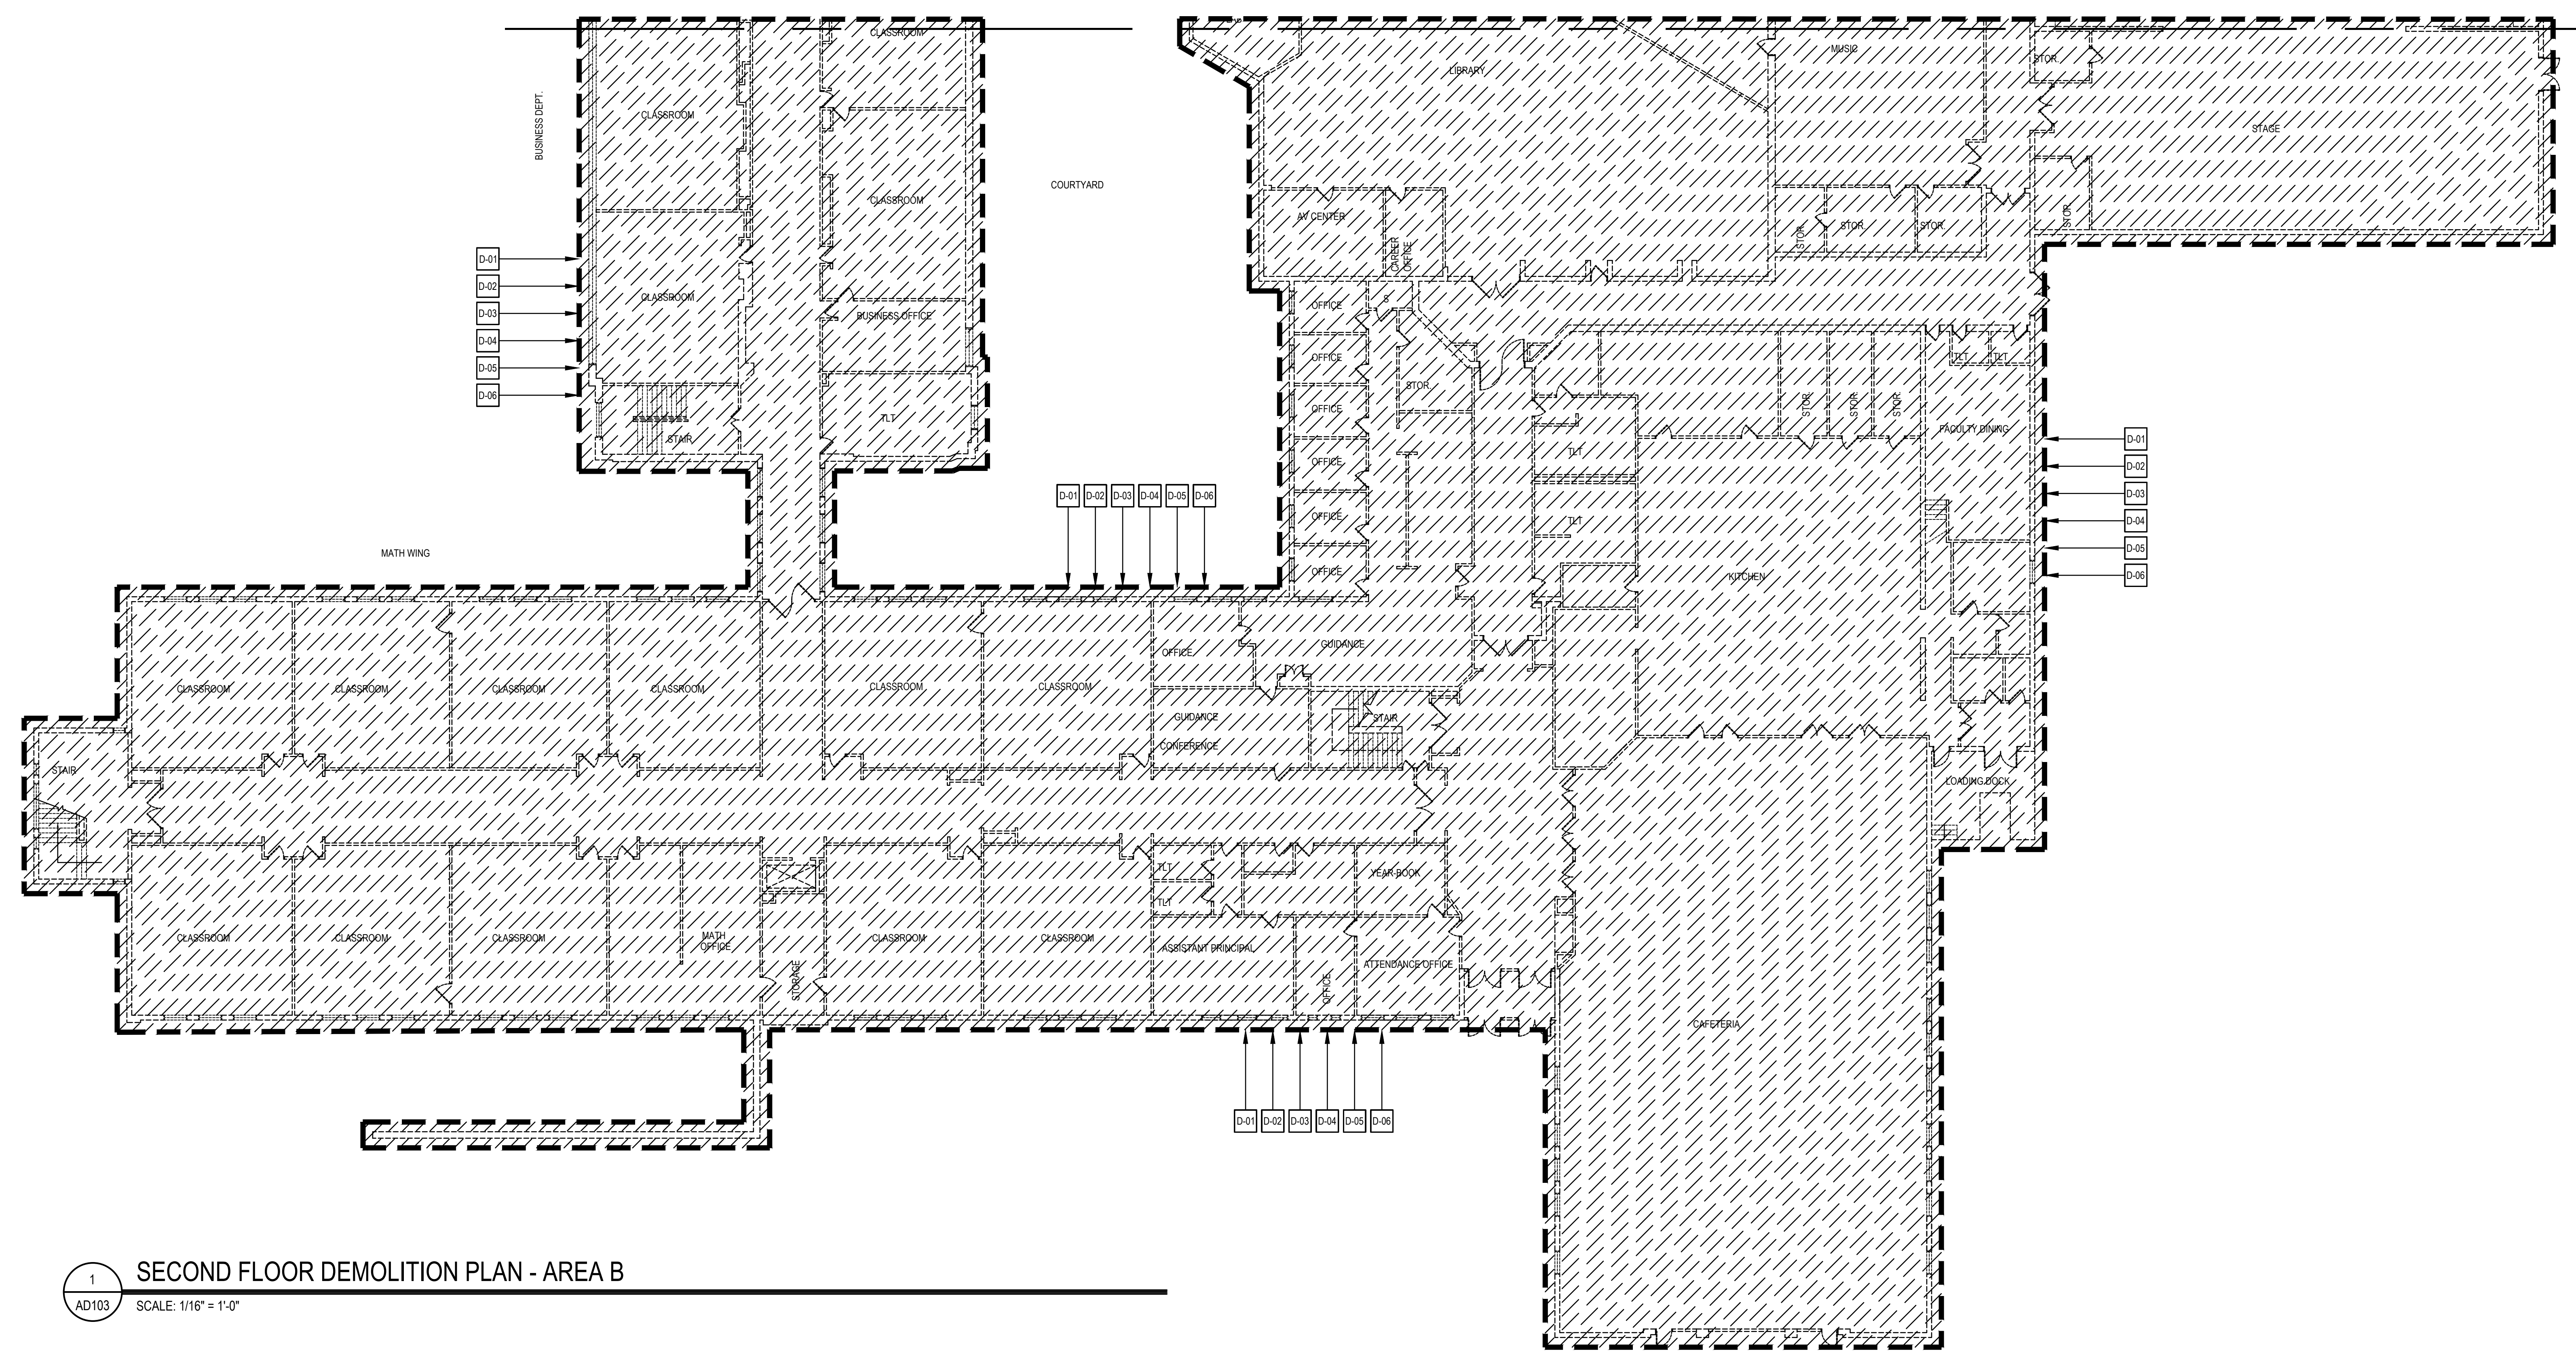 CLASSROOM
MUSIC
STOR.
LIBRARY
BUSINESS DEPT.
CLASSROOM
STAGE
COURTYARD
CLASSROOM
AV CENTER
CAREER
OFFICE
STOR.
STOR.
STOR.
STOR.
D-01
D-02
D-03
D-04
D-05
D-06
CLASSROOM
BUSINESS OFFICE
OFFICE
S
OFFICE
OFFICE
OFFICE
OFFICE
OFFICE
STOR.
TLT
TLT
STOR.
STOR.
STOR.
TLT
STAIR
FACULTY DINING
TLT
TLT
D-01
D-02
D-03
D-04
D-05
D-06
D-01 D-02 D-03 D-04 D-05 D-06
MATH WING
KITCHEN
OFFICE
GUIDANCE
CLASSROOM
CLASSROOM
CLASSROOM
CLASSROOM
CLASSROOM
CLASSROOM
GUIDANCE
CONFERENCE
STAIR
STAIR
LOADING DOCK
TLT
TLT
YEAR BOOK
CLASSROOM
CLASSROOM
CLASSROOM
MATH
OFFICE
STORAGE
CLASSROOM
CLASSROOM
ASSISTANT PRINCIPAL
OFFICE
ATTENDANCE OFFICE
CAFETERIA
D-01 D-02 D-03 D-04 D-05 D-06
1
AD103
SECOND FLOOR DEMOLITION PLAN - AREA B
SCALE: 1/16" = 1'-0"